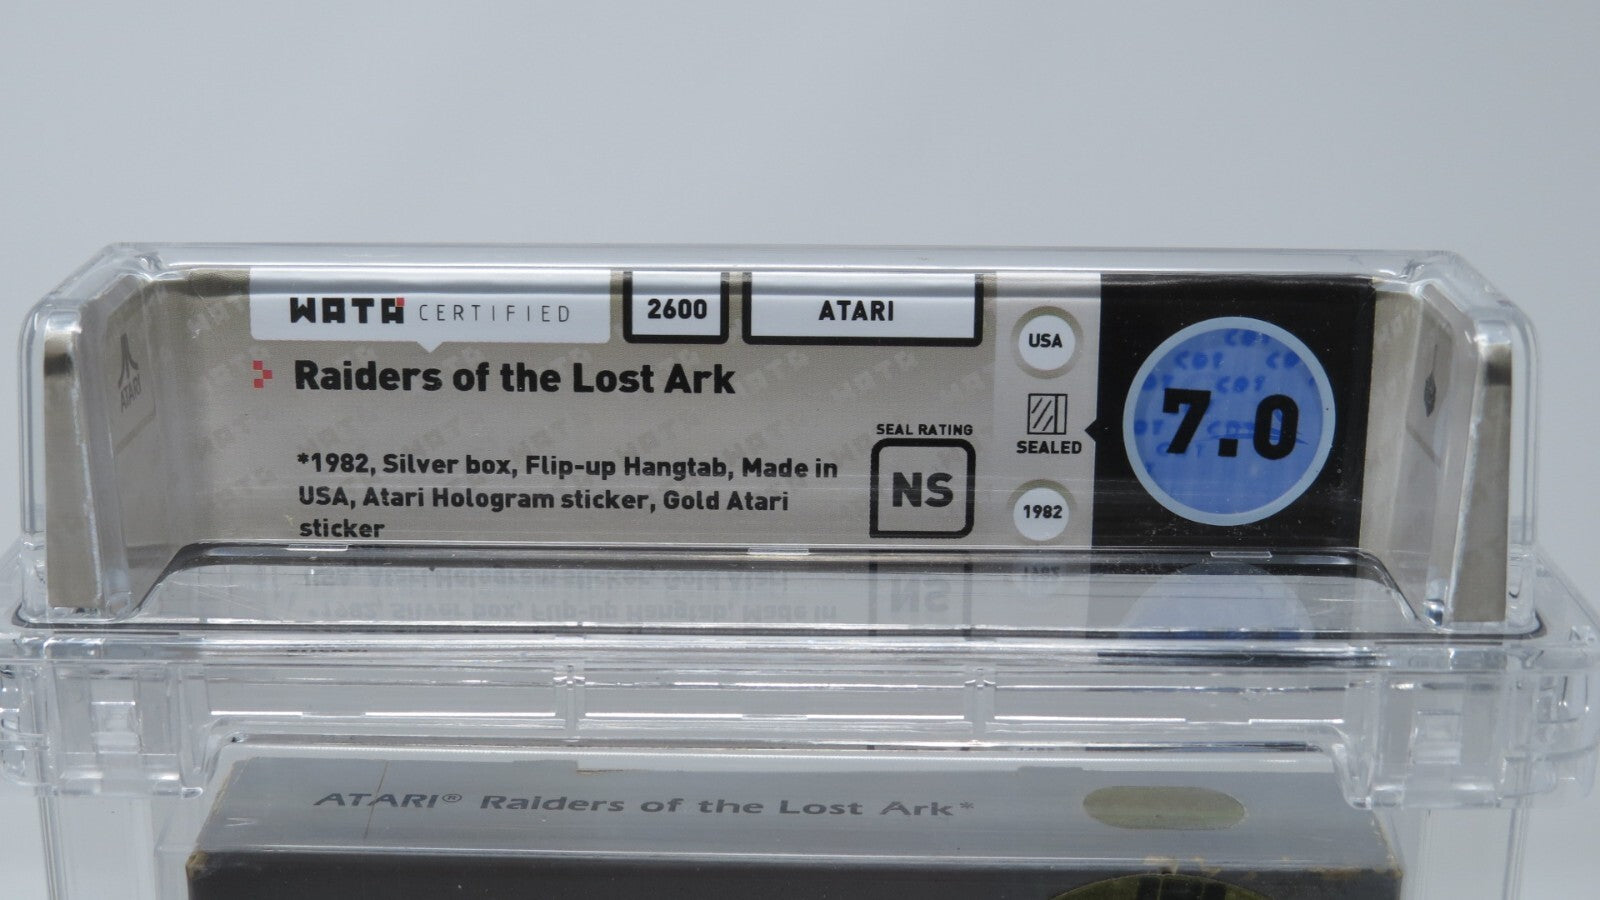 WATA CERTIFIED
2600
ATARI
Raiders of the Lost Ark
*1982, Silver box, Flip-up Hangtab, Made in
USA, Atari Hologram sticker, Gold Atari
sticker
SEAL RATING
NS
USA
SEALED
1982
7.0
ATARI
ATARI® Raiders of the Lost Ark*